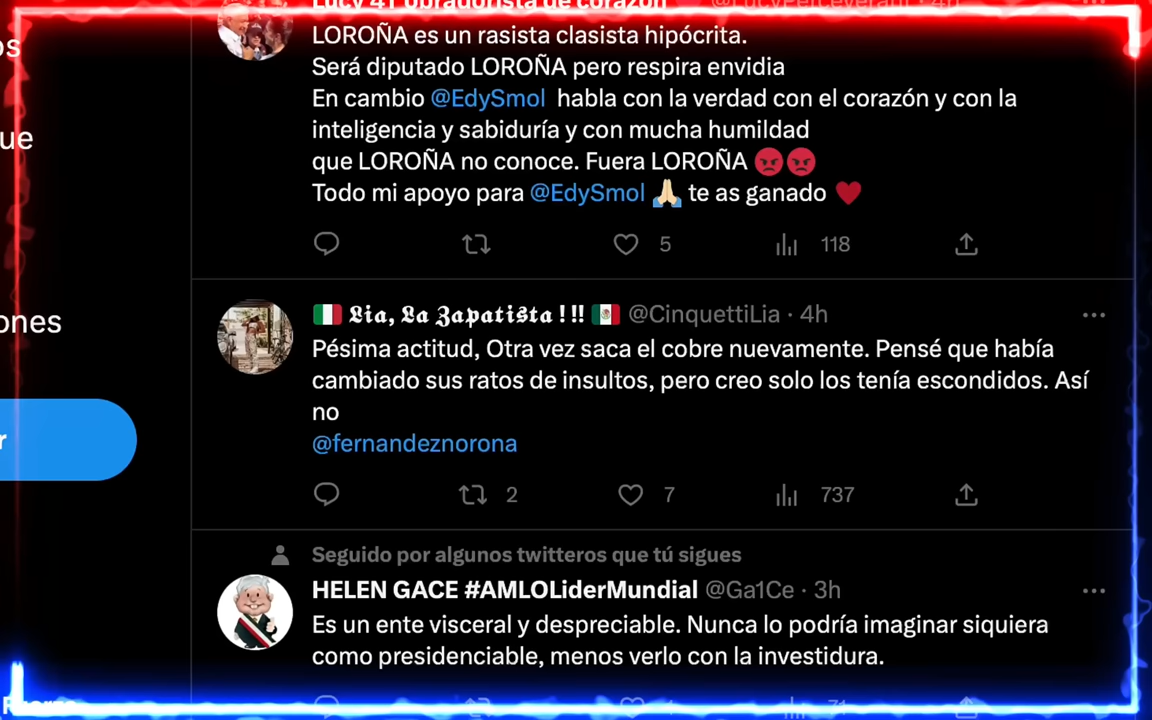 Lucy 4T obradorista de corazón
os
LOROÑA es un rasista clasista hipócrita.
Será diputado LOROÑA pero respira envidia
En cambio @EdySmol habla con la verdad con el corazón y con la
ue
inteligencia y sabiduría y con mucha humildad
que LOROÑA no conoce. Fuera LOROÑA 😡😡
Todo mi apoyo para @EdySmol 🙏🏻 te as ganado ♥️
5 118
🇮🇹 𝕷𝖎𝖆, 𝕷𝖆 𝖅𝖆𝖕𝖆𝖙𝖎𝖘𝖙𝖆 ! !! 🇲🇽 @CinquettiLia · 4h
ones
Pésima actitud, Otra vez saca el cobre nuevamente. Pensé que había
cambiado sus ratos de insultos, pero creo solo los tenía escondidos. Así
no
r
@fernandeznorona
2 7 737
Seguido por algunos twitteros que tú sigues
HELEN GACE #AMLOLiderMundial @Ga1Ce · 3h
Es un ente visceral y despreciable. Nunca lo podría imaginar siquiera
como presidenciable, menos verlo con la investidura.